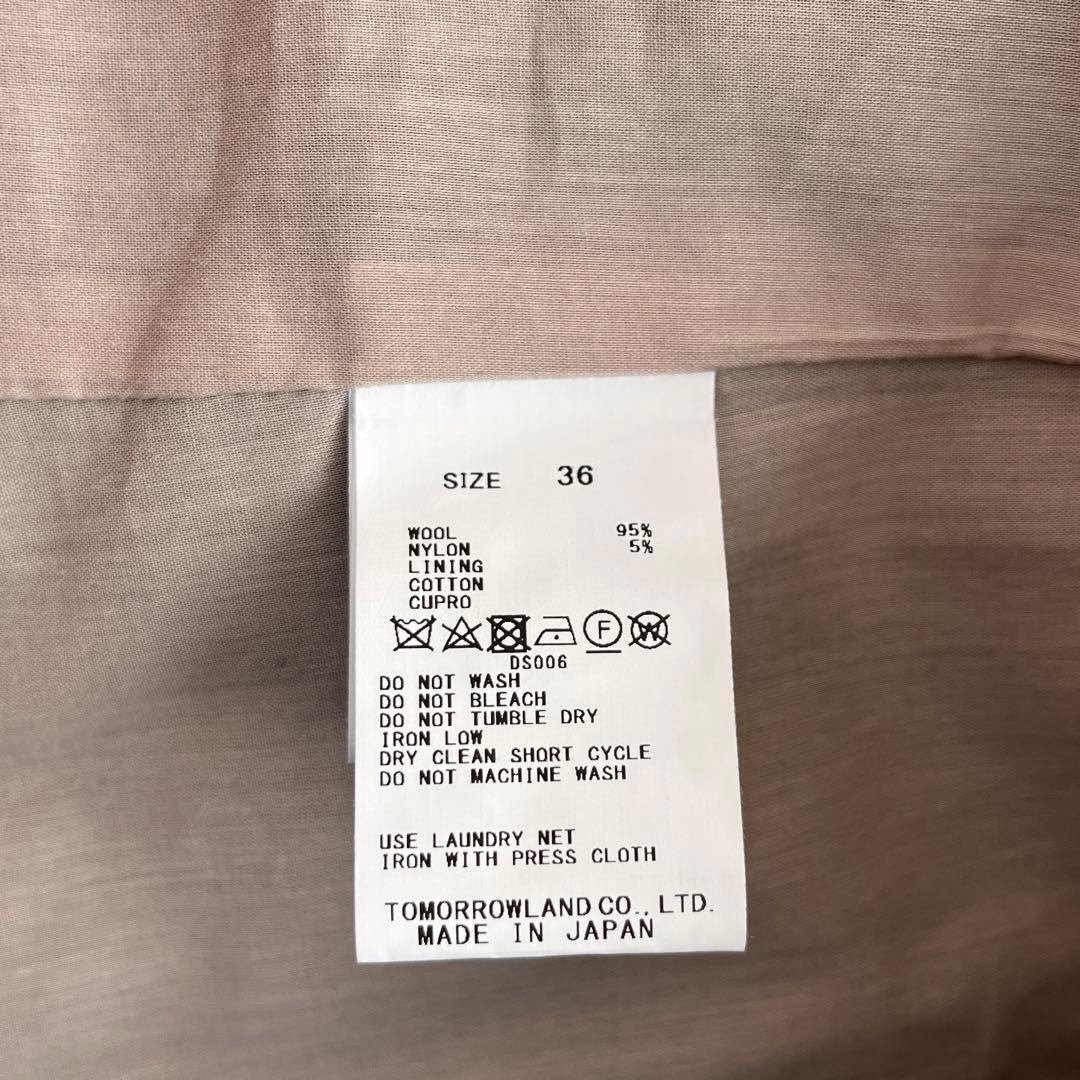 SIZE 36
WOOL 95%
NYLON 5%
LINING
COTTON
CUPRO
F W
DS006
DO NOT WASH
DO NOT BLEACH
DO NOT TUMBLE DRY
IRON LOW
DRY CLEAN SHORT CYCLE
DO NOT MACHINE WASH
USE LAUNDRY NET
IRON WITH PRESS CLOTH
TOMORROWLAND CO., LTD.
MADE IN JAPAN